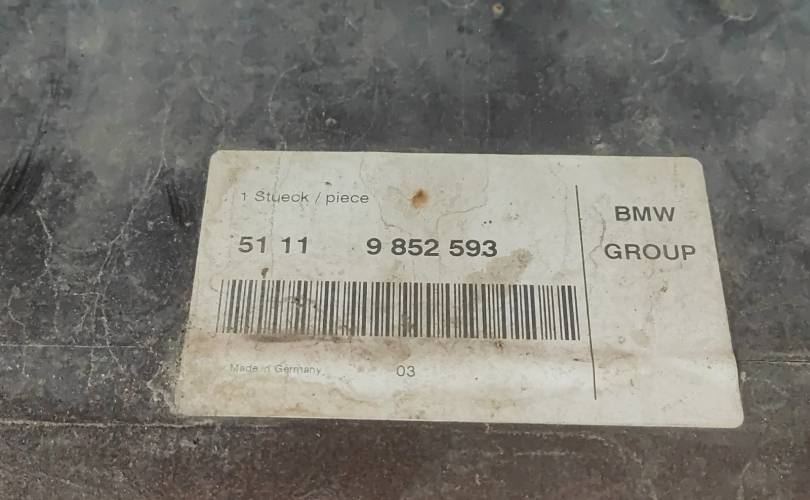 1 Stueck / piece
51 11 9 852 593
Made in Germany 03
BMW
GROUP